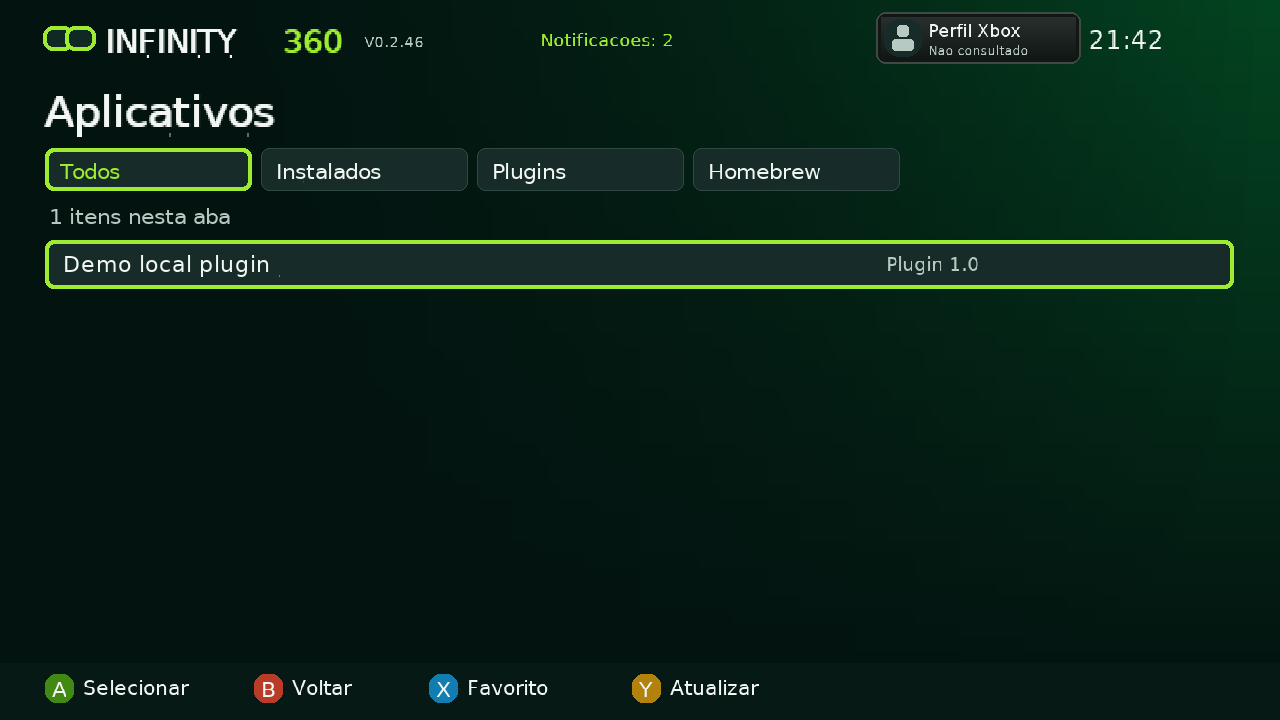 INFINITY 360 V0.2.46 Notificacoes: 2 Perfil Xbox 21:42
Nao consultado
Aplicativos
Todos Instalados Plugins Homebrew
1 itens nesta aba
Demo local plugin Plugin 1.0
A Selecionar B Voltar X Favorito Y Atualizar